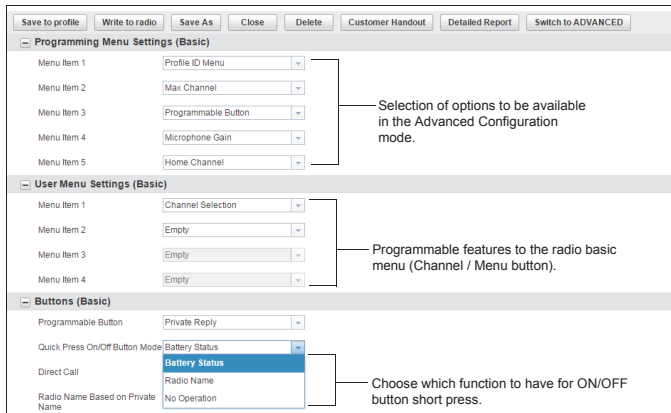 Save to profile Write to radio Save As Close Delete Customer Handout Detailed Report Switch to ADVANCED
Programming Menu Settings (Basic)
Menu Item 1 Profile ID Menu
Menu Item 2 Max Channel
Menu Item 3 Programmable Button
Menu Item 4 Microphone Gain
Menu Item 5 Home Channel
Selection of options to be available
in the Advanced Configuration
mode.
User Menu Settings (Basic)
Menu Item 1 Channel Selection
Menu Item 2 Empty
Menu Item 3 Empty
Menu Item 4 Empty
Programmable features to the radio basic
menu (Channel / Menu button).
Buttons (Basic)
Programmable Button Private Reply
Quick Press On/Off Button Mode Battery Status
Battery Status
Direct Call
Radio Name
Radio Name Based on Private
Name
No Operation
Choose which function to have for ON/OFF
button short press.